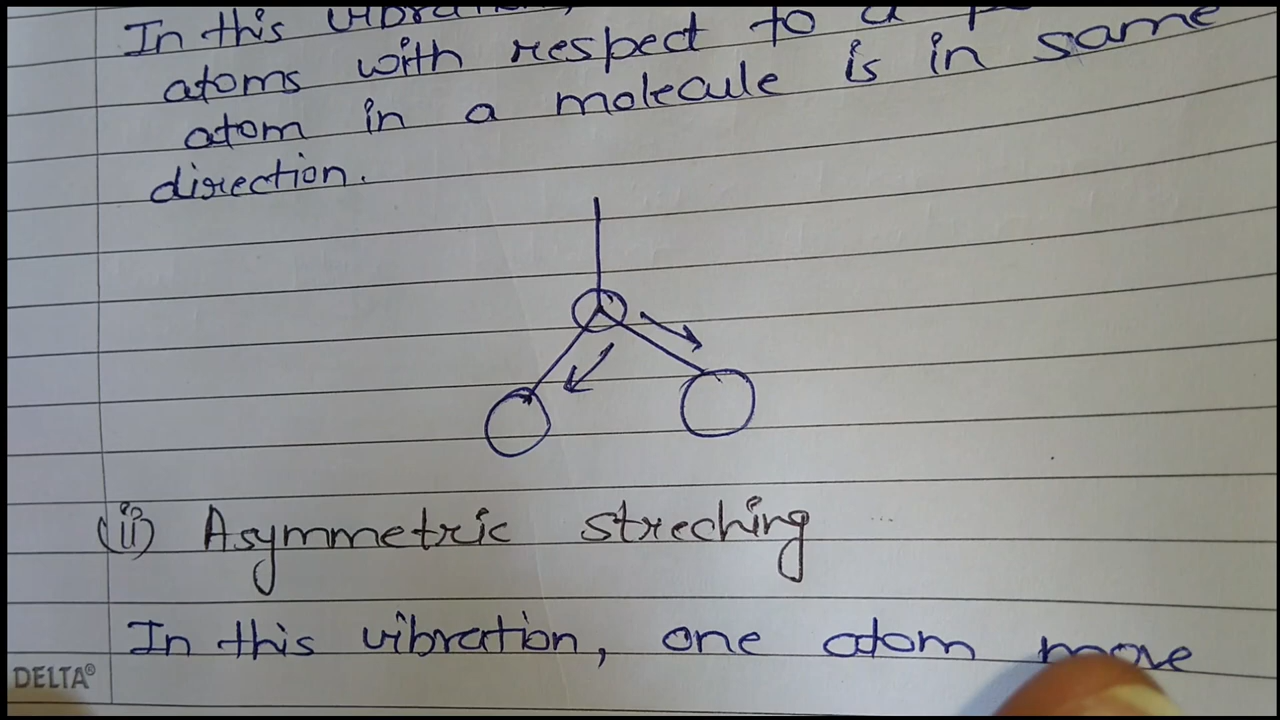 In this
atoms with respect to a
atom in a molecule is in same
direction.
(ii) Asymmetric streching
In this vibration, one atom move
DELTA®